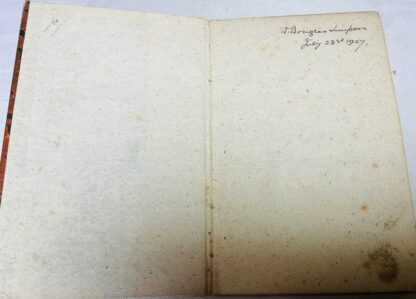 W. Douglas Simpson
July 23rd 1927.